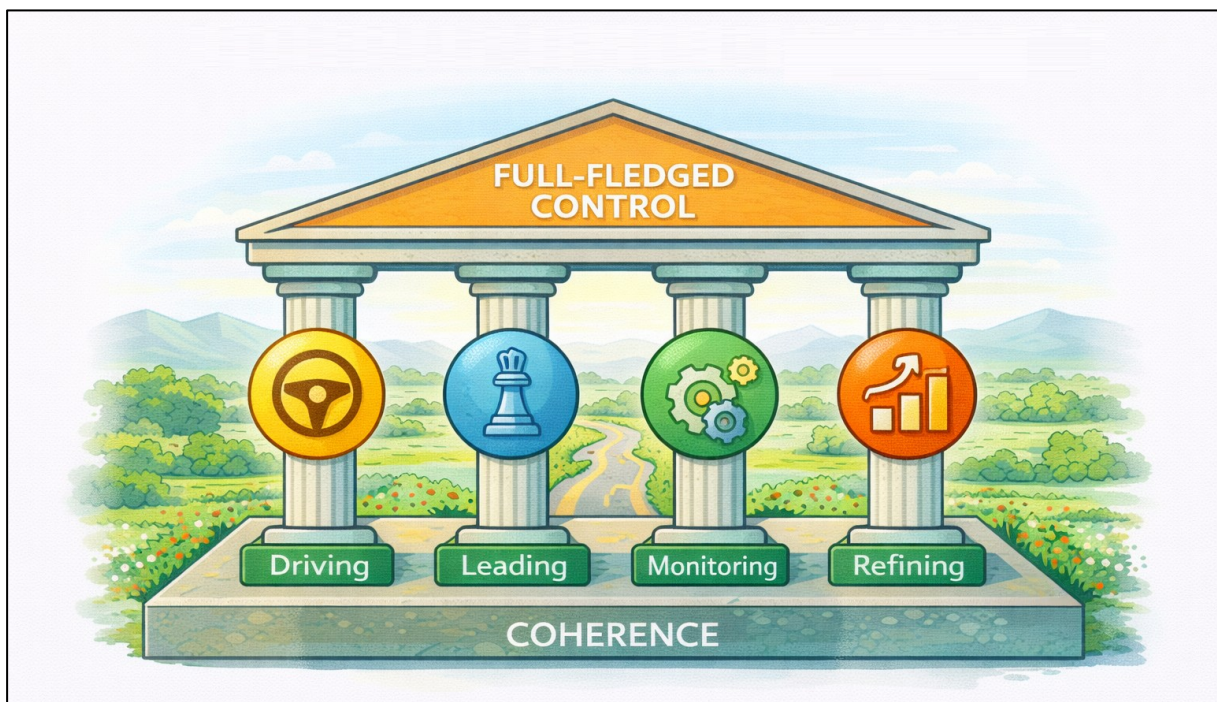 FULL-FLEDGED
CONTROL
Driving
Leading
Monitoring
Refining
COHERENCE